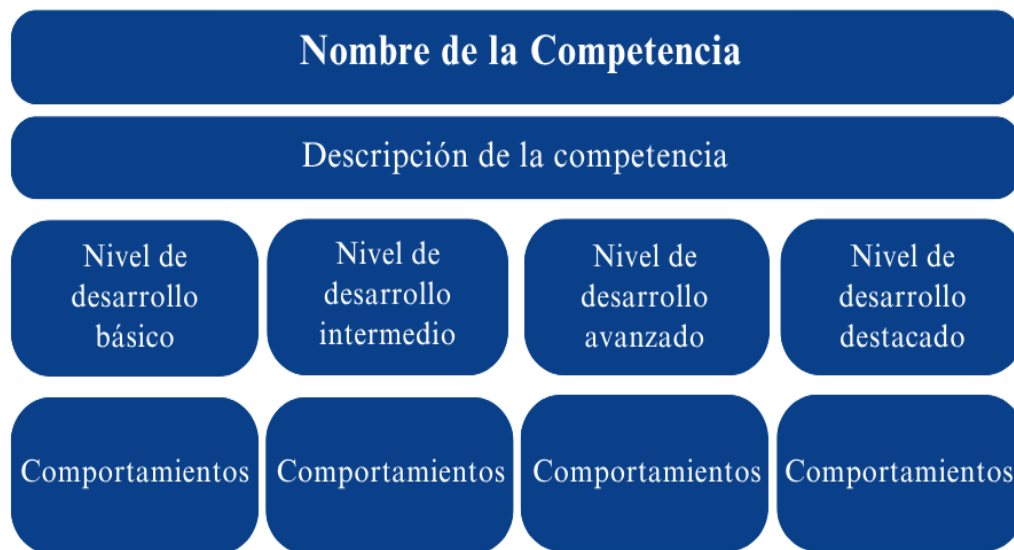 Nombre de la Competencia
Descripción de la competencia
Nivel de
desarrollo
básico
Nivel de
desarrollo
intermedio
Nivel de
desarrollo
avanzado
Nivel de
desarrollo
destacado
Comportamientos
Comportamientos
Comportamientos
Comportamientos